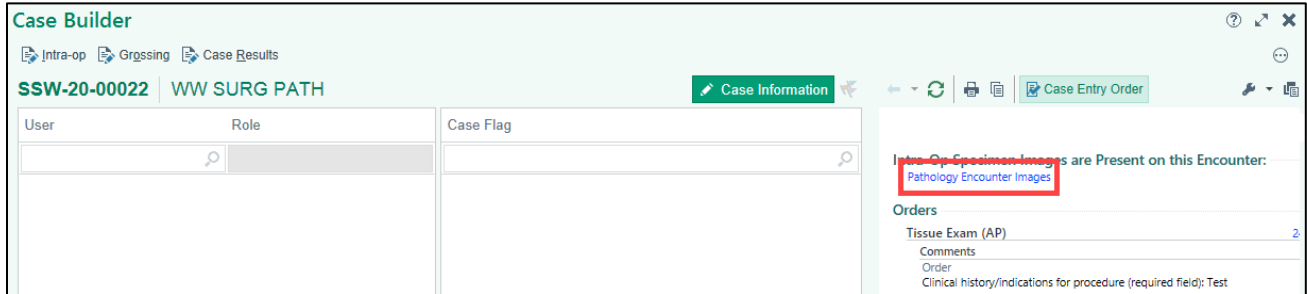 Case Builder
Intra-op Grossing Case Results
SSW-20-00022 WW SURG PATH Case Information Case Entry Order
User Role Case Flag
Intra-Op Specimen Images are Present on this Encounter:
Pathology Encounter Images
Orders
Tissue Exam (AP)
Comments
Order
Clinical history/indications for procedure (required field): Test